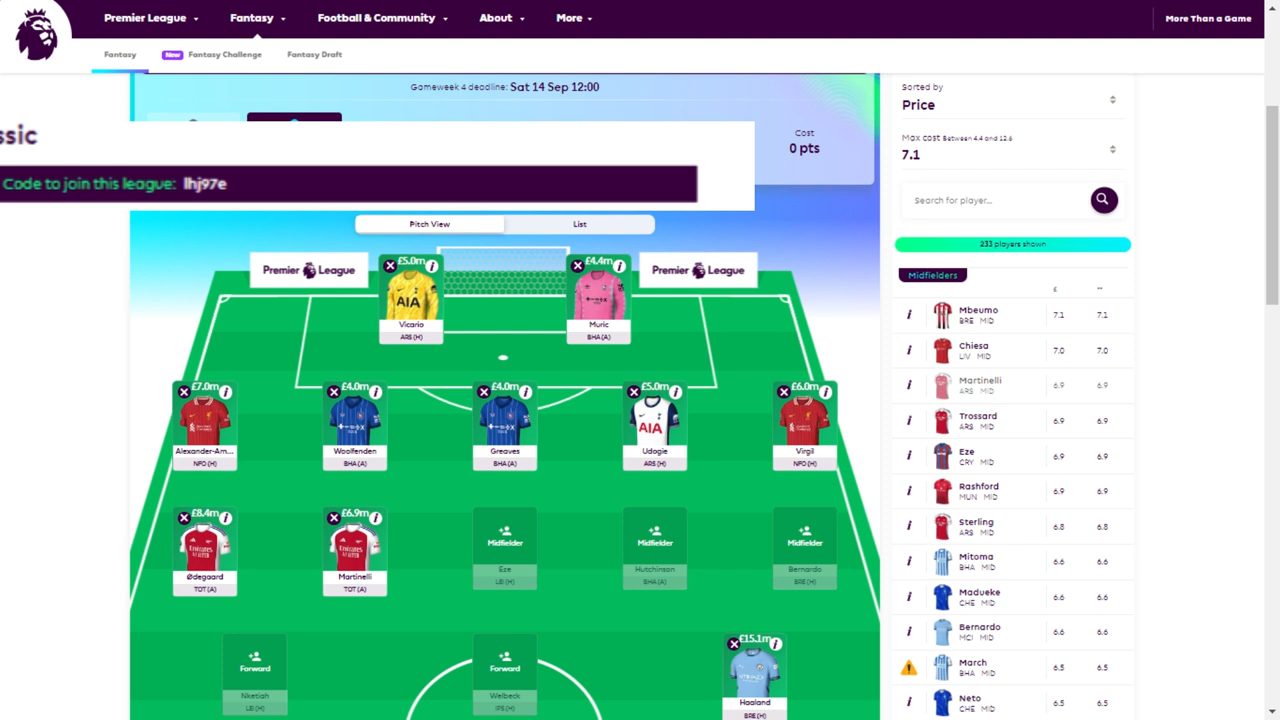 Premier League
Fantasy
Football & Community
About
More
More Than a Game
Fantasy
New
Fantasy Challenge
Fantasy Draft
Gameweek 4 deadline: Sat 14 Sep 12:00
ssic
Code to join this league: lhj97e
Cost
0 pts
Pitch View
List
Premier League
Premier League
£5.0m
AIA
Vicario
ARS (H)
£4.4m
Muric
BHA (A)
£7.0m
Alexander-Arn...
NFO (H)
£4.0m
Woolfenden
BHA (A)
£4.0m
Greaves
BHA (A)
£5.0m
AIA
Udogie
ARS (H)
£6.0m
Virgil
NFO (H)
£8.4m
Ødegaard
TOT (A)
£6.9m
Martinelli
TOT (A)
Midfielder
Eze
LEI (H)
Midfielder
Hutchinson
BHA (A)
Midfielder
Bernardo
BRE (H)
Forward
Nketiah
LEI (H)
Forward
Welbeck
IPS (H)
£15.1m
Haaland
BRE (H)
Sorted by
Price
Max cost Between 4.4 and 12.6
7.1
Search for player...
233 players shown
Midfielders
£ **
Mbeumo
BRE MID
7.1 7.1
Chiesa
LIV MID
7.0 7.0
Martinelli
ARS MID
6.9 6.9
Trossard
ARS MID
6.9 6.9
Eze
CRY MID
6.9 6.9
Rashford
MUN MID
6.9 6.9
Sterling
ARS MID
6.8 6.8
Mitoma
BHA MID
6.6 6.6
Madueke
CHE MID
6.6 6.6
Bernardo
MCI MID
6.6 6.6
March
BHA MID
6.5 6.5
Neto
CHE MID
6.5 6.5